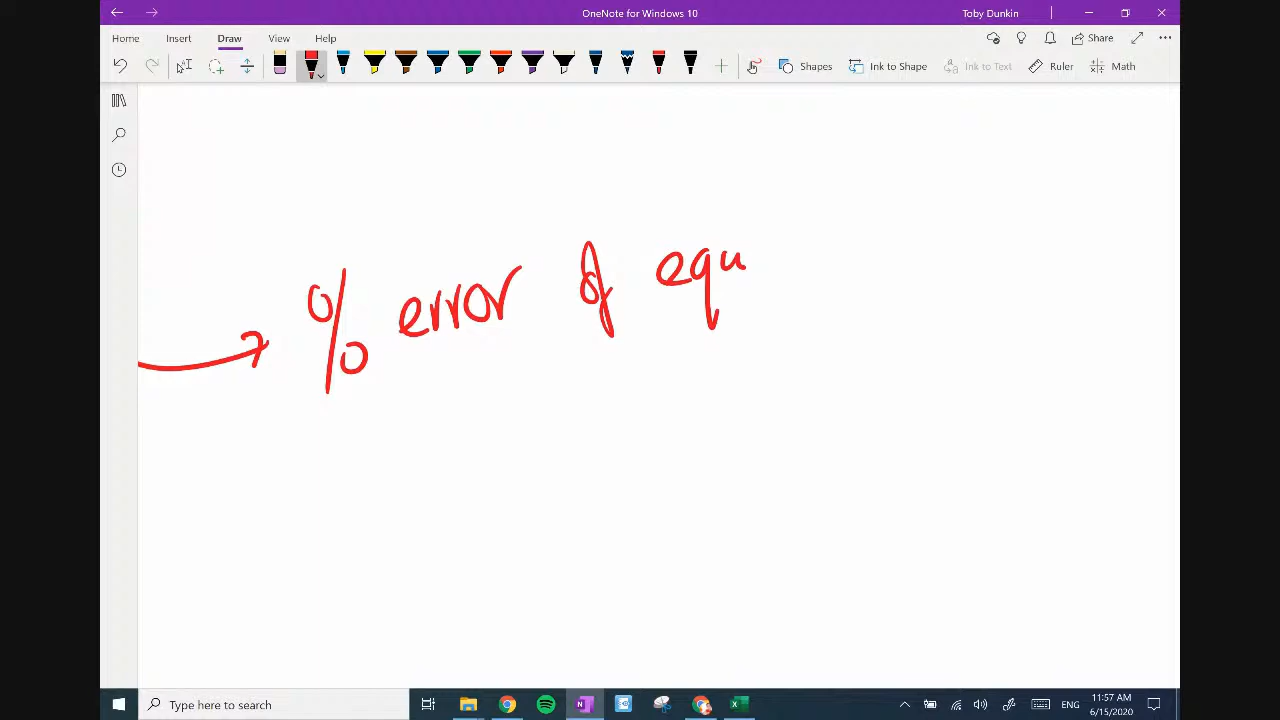 OneNote for Windows 10
Toby Dunkin
Home Insert Draw View Help
Share
Shapes Ink to Shape Ink to Text Ruler Math
% error of equ
Type here to search
ENG
11:57 AM
6/15/2020